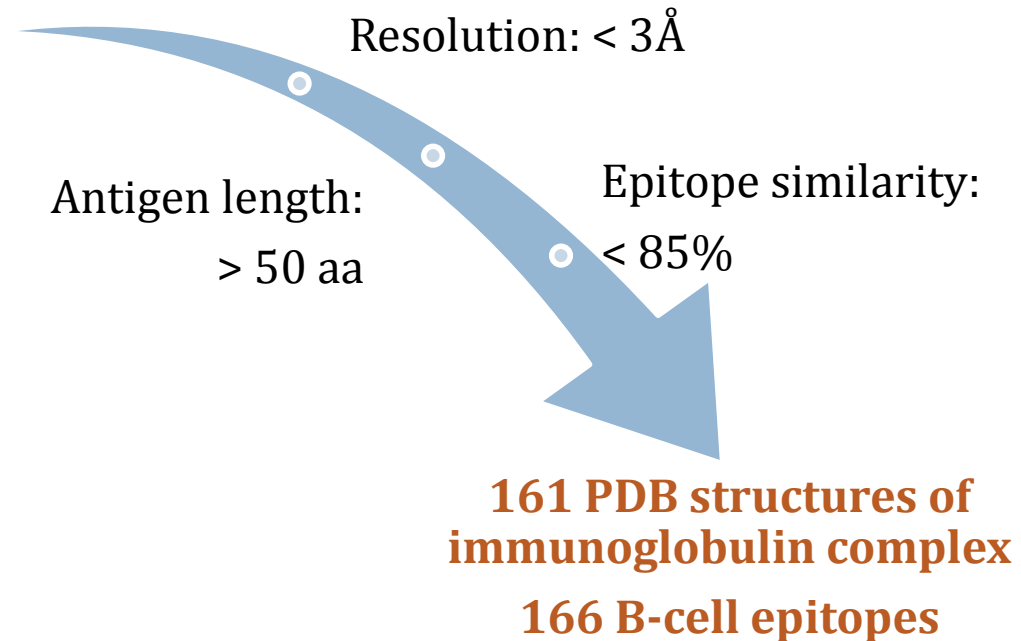 Resolution: < 3Å
Antigen length:
> 50 aa
Epitope similarity:
< 85%
161 PDB structures of
immunoglobulin complex
166 B-cell epitopes